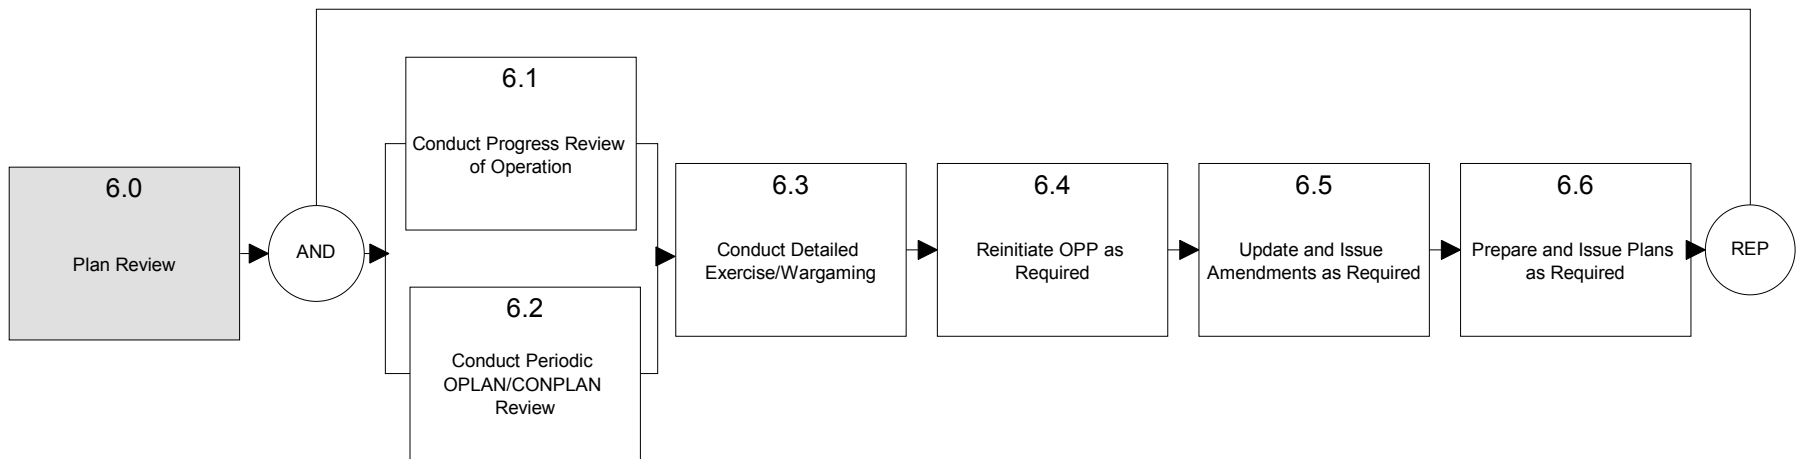 6.0
Plan Review
AND
6.1
Conduct Progress Review
of Operation
6.2
Conduct Periodic
OPLAN/CONPLAN
Review
6.3
Conduct Detailed
Exercise/Wargaming
6.4
Reinitiate OPP as
Required
6.5
Update and Issue
Amendments as Required
6.6
Prepare and Issue Plans
as Required
REP